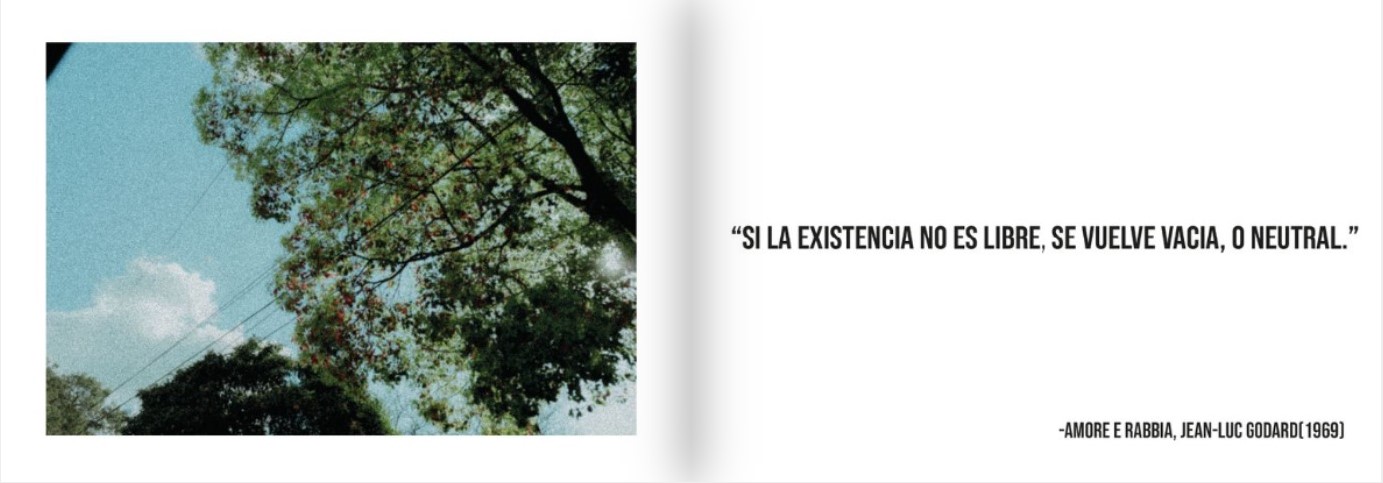 “SI LA EXISTENCIA NO ES LIBRE, SE VUELVE VACIA, O NEUTRAL.”
-AMORE E RABBIA, JEAN-LUC GODARD(1969)